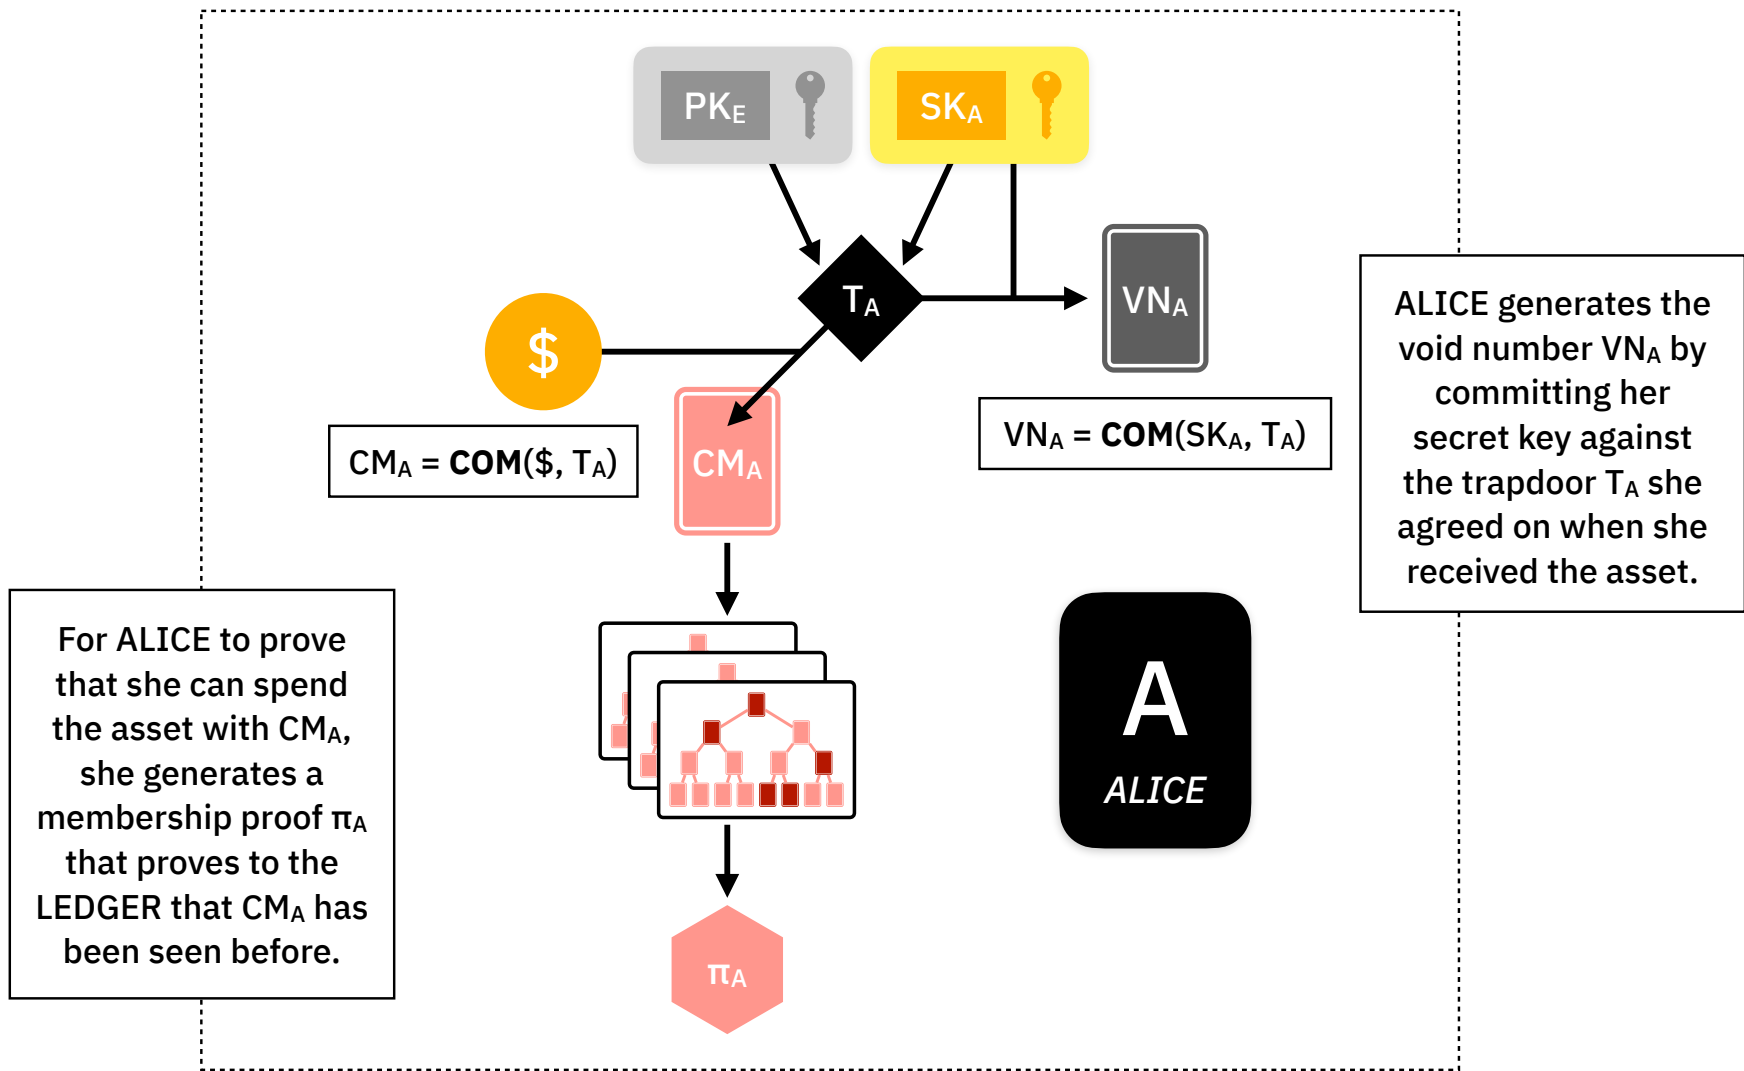 PKE
SKA
TA
VNA
$
CMA = COM($, TA)
CMA
VNA = COM(SKA, TA)
ALICE generates the
void number VNA by
committing her
secret key against
the trapdoor TA she
agreed on when she
received the asset.
For ALICE to prove
that she can spend
the asset with CMA,
she generates a
membership proof πA
that proves to the
LEDGER that CMA has
been seen before.
A
ALICE
πA